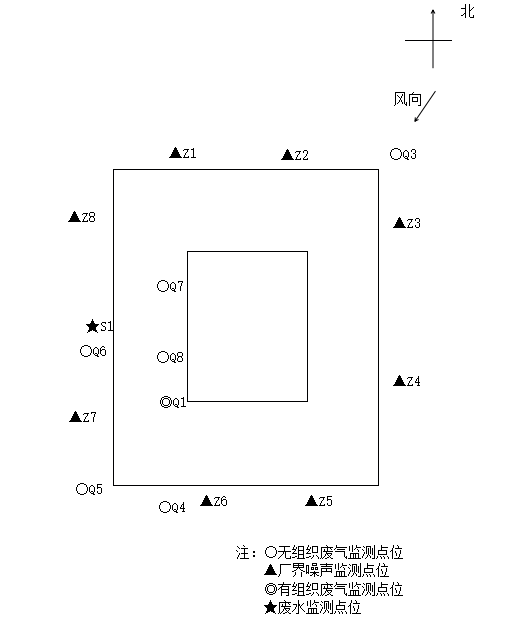 北
风向
Z1
Z2
Q3
Z8
Z3
Q7
S1
Q6
Q8
Z4
Q1
Z7
Q5
Q4
Z6
Z5
注：○无组织废气监测点位
▲厂界噪声监测点位
◎有组织废气监测点位
★废水监测点位